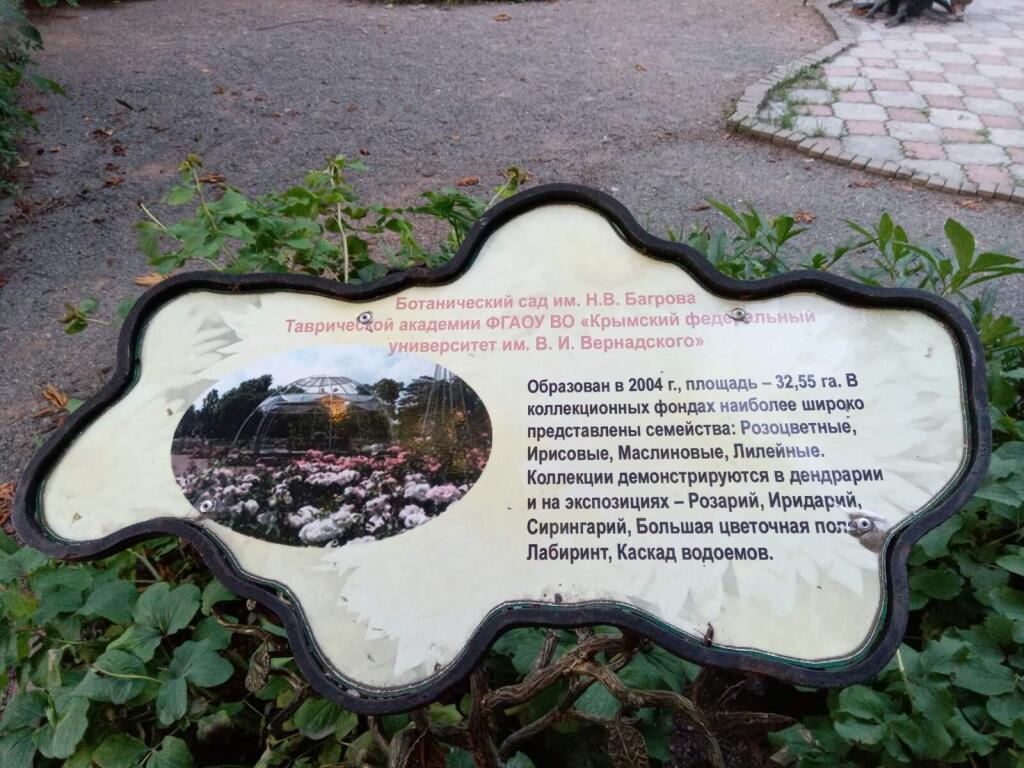 Ботанический сад им. Н.В. Багрова
Таврической академии ФГАОУ ВО «Крымский федеральный
университет им. В. И. Вернадского»
Образован в 2004 г., площадь – 32,55 га. В
коллекционных фондах наиболее широко
представлены семейства: Розоцветные,
Ирисовые, Маслиновые, Лилейные.
Коллекции демонстрируются в дендрарии
и на экспозициях – Розарий, Иридарий,
Сирингарий, Большая цветочная
Лабиринт, Каскад водоемов.